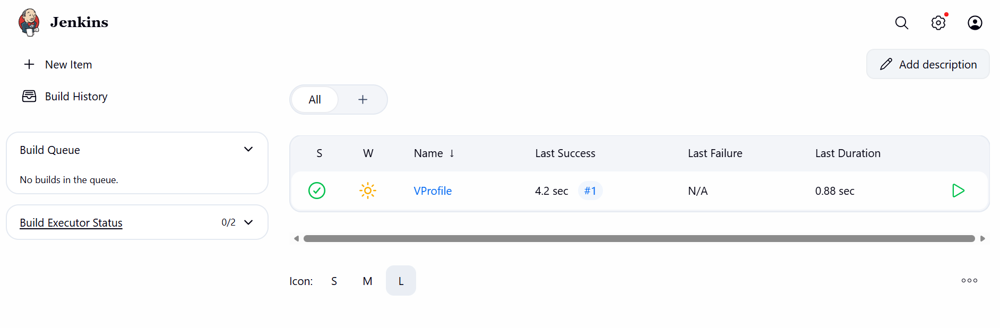 Jenkins
New Item
Add description
Build History
All +
Build Queue
No builds in the queue.
Build Executor Status 0/2
S W Name ↓ Last Success Last Failure Last Duration
VProfile 4.2 sec #1 N/A 0.88 sec
Icon: S M L